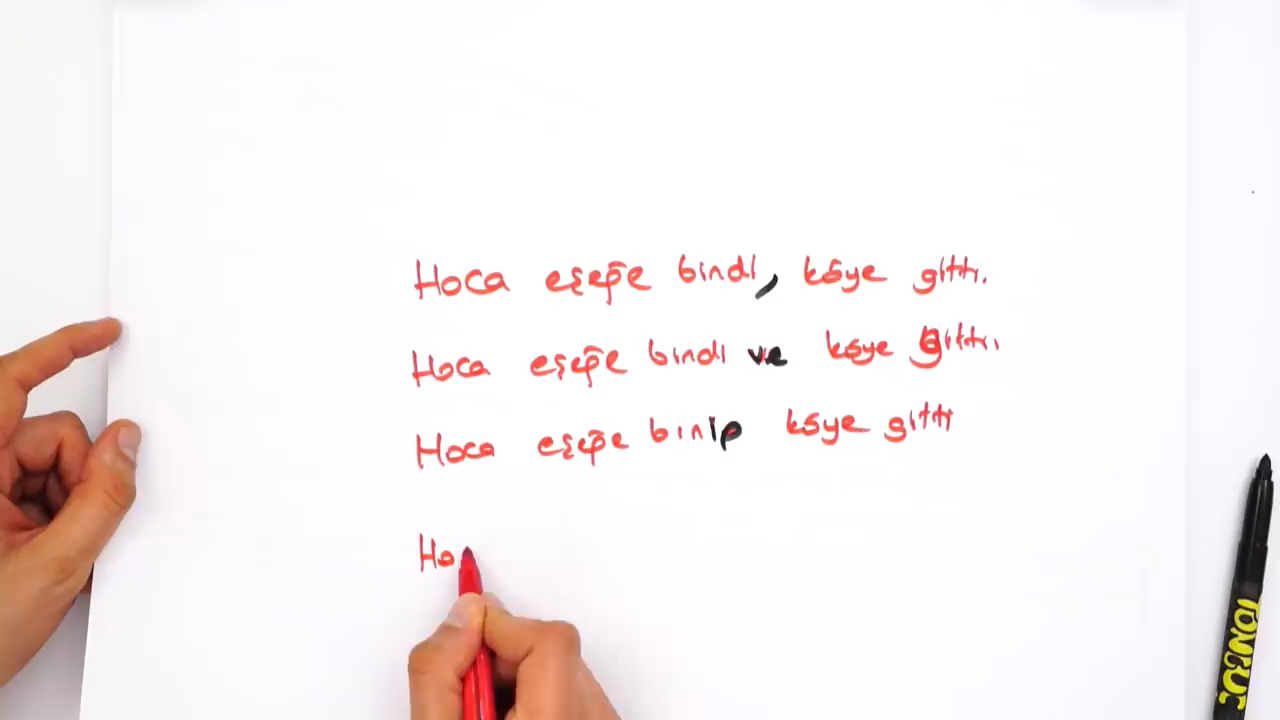 Hoca eşeğe bindi, köye gitti.
Hoca eşeğe bindi ve köye gitti.
Hoca eşeğe binip köye gitti
Ho